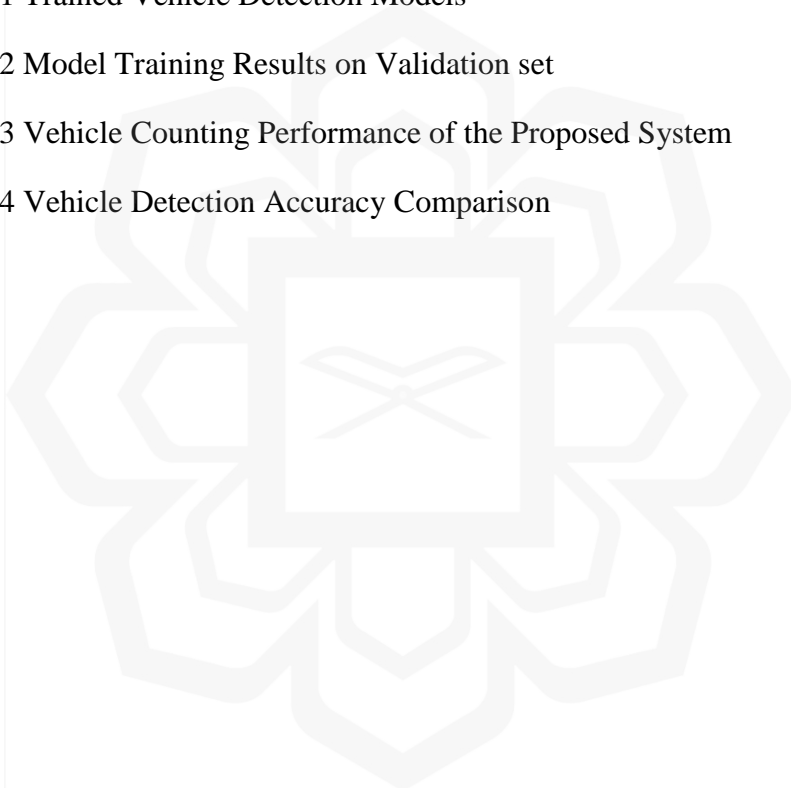 1 Trained Vehicle Detection Models
2 Model Training Results on Validation set
3 Vehicle Counting Performance of the Proposed System
4 Vehicle Detection Accuracy Comparison